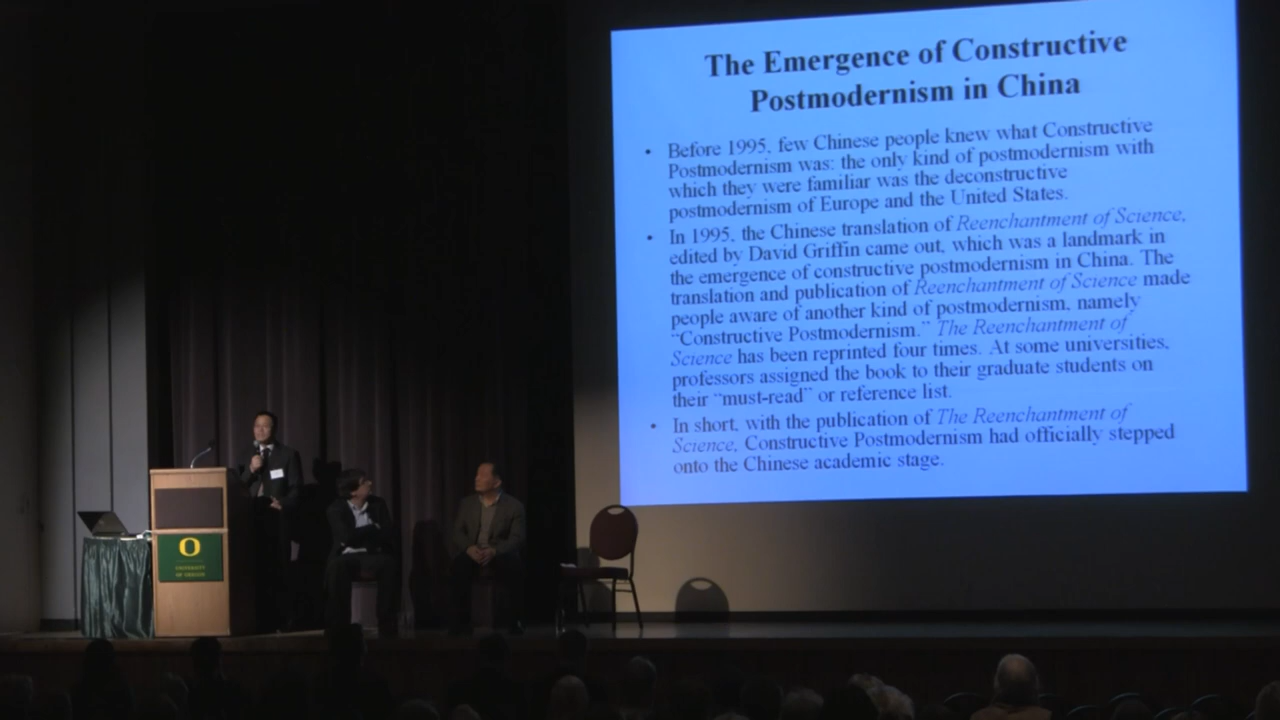 The Emergence of Constructive
Postmodernism in China
• Before 1995, few Chinese people knew what Constructive
Postmodernism was: the only kind of postmodernism with
which they were familiar was the deconstructive
postmodernism of Europe and the United States.
• In 1995, the Chinese translation of Reenchantment of Science,
edited by David Griffin came out, which was a landmark in
the emergence of constructive postmodernism in China. The
translation and publication of Reenchantment of Science made
people aware of another kind of postmodernism, namely
“Constructive Postmodernism.” The Reenchantment of
Science has been reprinted four times. At some universities,
professors assigned the book to their graduate students on
their “must-read” or reference list.
• In short, with the publication of The Reenchantment of
Science, Constructive Postmodernism had officially stepped
onto the Chinese academic stage.
O
UNIVERSITY
OF OREGON